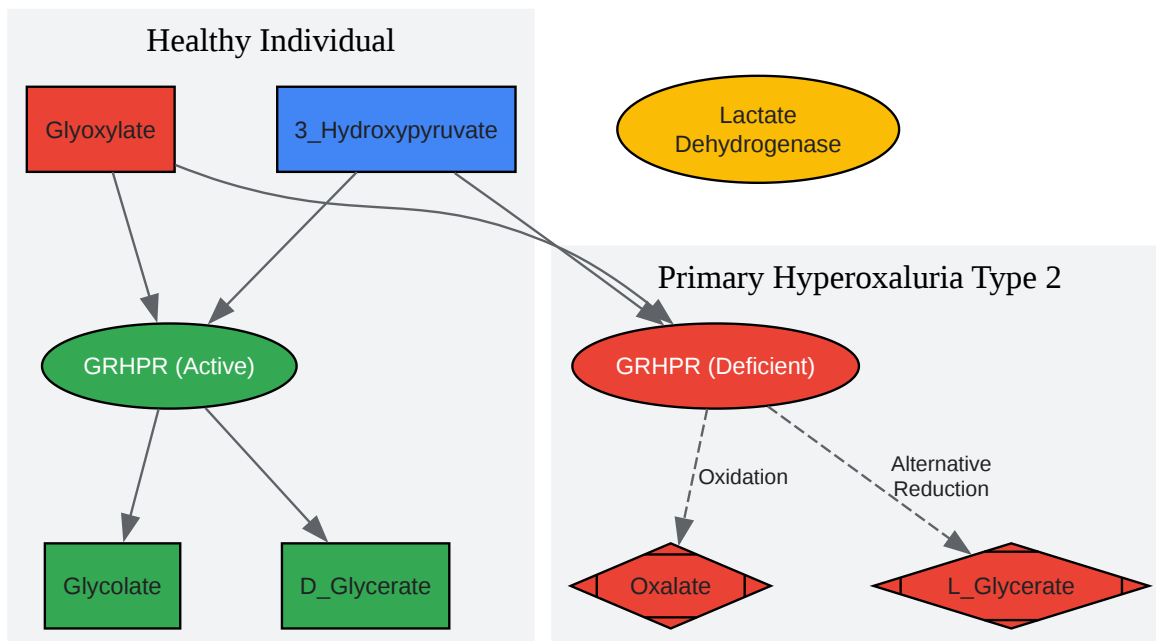 Healthy Individual
Glyoxylate
3_Hydroxypyruvate
Lactate
Dehydrogenase
Primary Hyperoxaluria Type 2
GRHPR (Active)
GRHPR (Deficient)
Oxidation
Alternative
Reduction
Glycolate
D_Glycerate
Oxalate
L_Glycerate